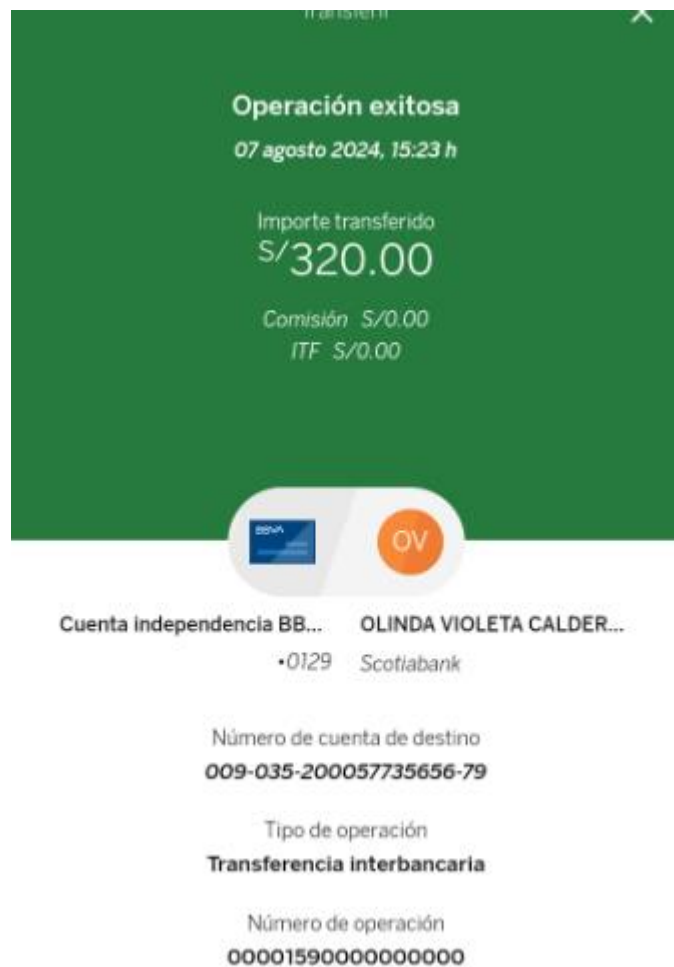 Transferir
Operación exitosa
07 agosto 2024, 15:23 h
Importe transferido
S/320.00
Comisión S/0.00
ITF S/0.00
BBVA
OV
Cuenta independencia BB... OLINDA VIOLETA CALDER...
•0129 Scotiabank
Número de cuenta de destino
009-035-200057735656-79
Tipo de operación
Transferencia interbancaria
Número de operación
00001590000000000